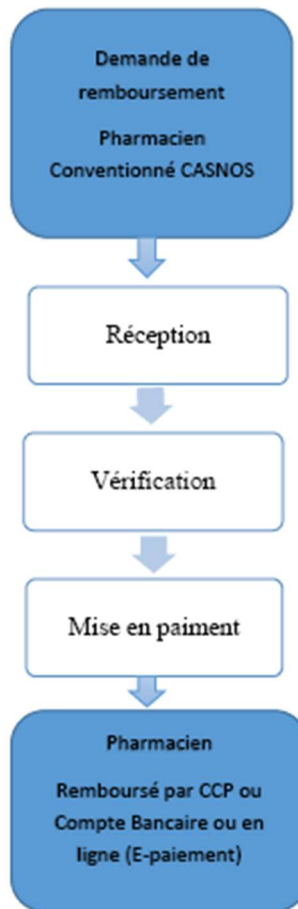 Demande de
remboursement
Pharmacien
Conventionné CASNOS
Réception
Vérification
Mise en paiment
Pharmacien
Remboursé par CCP ou
Compte Bancaire ou en
ligne (E-paiement)